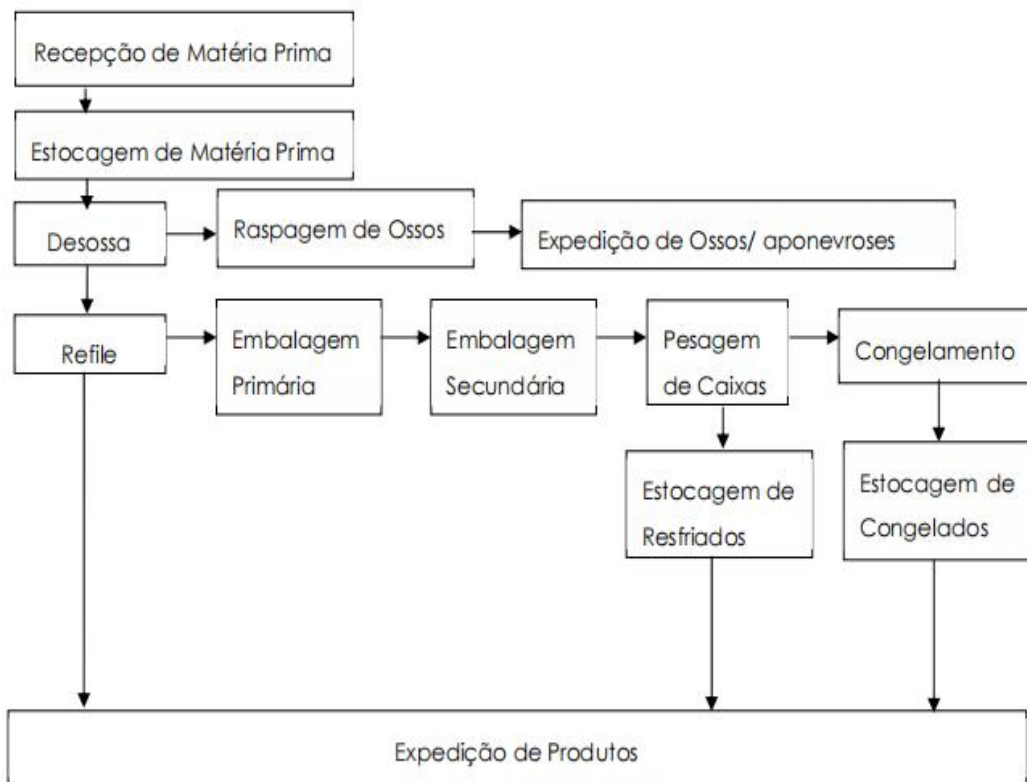 Recepção de Matéria Prima
Estocagem de Matéria Prima
Desossa
Raspagem de Ossos
Expedição de Ossos/ aponevroses
Refile
Embalagem
Primária
Embalagem
Secundária
Pesagem
de Caixas
Congelamento
Estocagem de
Resfriados
Estocagem de
Congelados
Expedição de Produtos